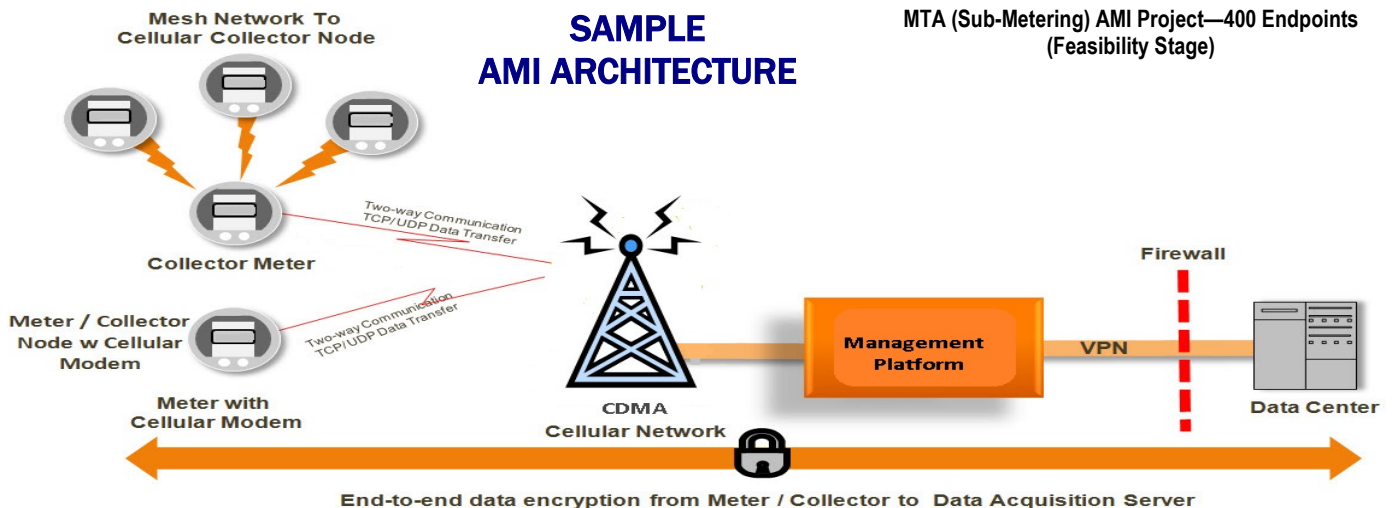 Mesh Network To
Cellular Collector Node
SAMPLE
AMI ARCHITECTURE
MTA (Sub-Metering) AMI Project—400 Endpoints
(Feasibility Stage)
Two-way Communication
TCP/UDP Data Transfer
Collector Meter
Firewall
Meter / Collector
Node w Cellular
Modem
Two-way Communication
TCP/UDP Data Transfer
Management
Platform
VPN
Meter with
Cellular Modem
CDMA
Cellular Network
Data Center
End-to-end data encryption from Meter / Collector to Data Acquisition Server